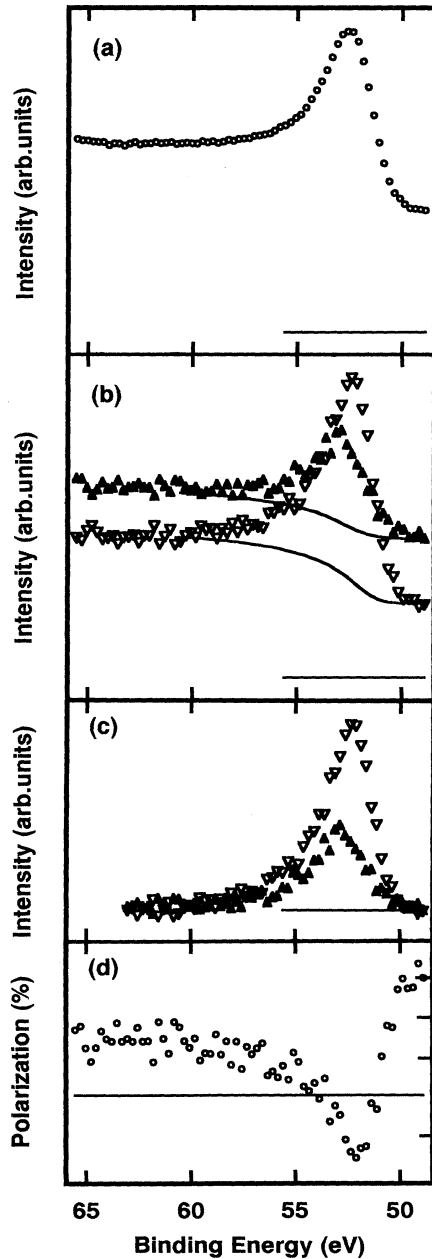 (a)
Intensity (arb.units)
(b)
Intensity (arb.units)
(c)
Intensity (arb.units)
(d)
Polarization (%)
65 60 55 50
Binding Energy (eV)